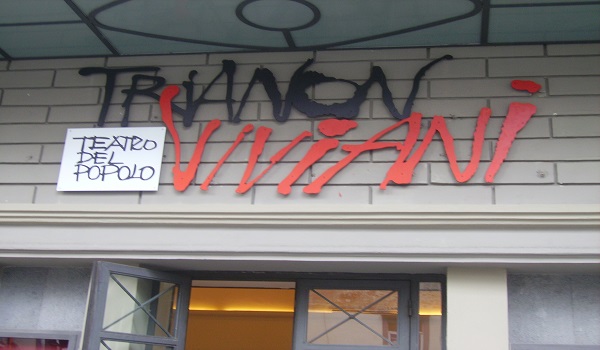 TRIANON
VIVIANI
TEATRO
DEL
POPOLO